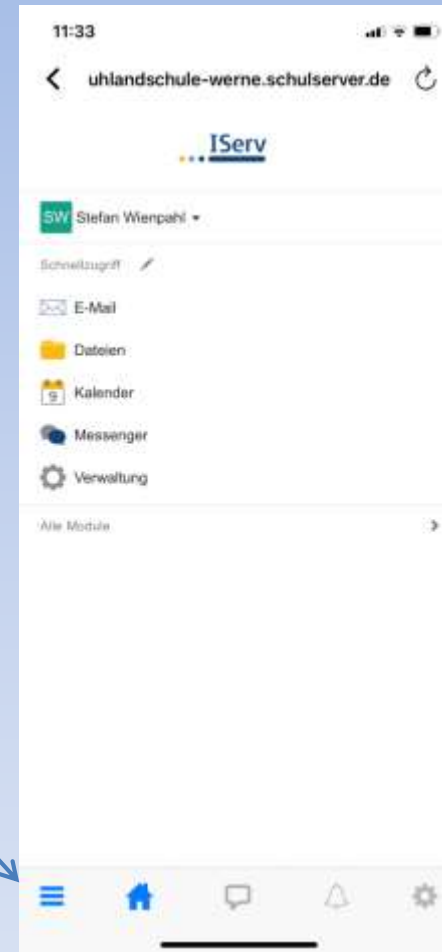 11:33
uhlandschule-werne.schulserver.de
IServ
SW Stefan Wienpahl
Schnellzugriff
E-Mail
Dateien
9 Kalender
Messenger
Verwaltung
Alle Module